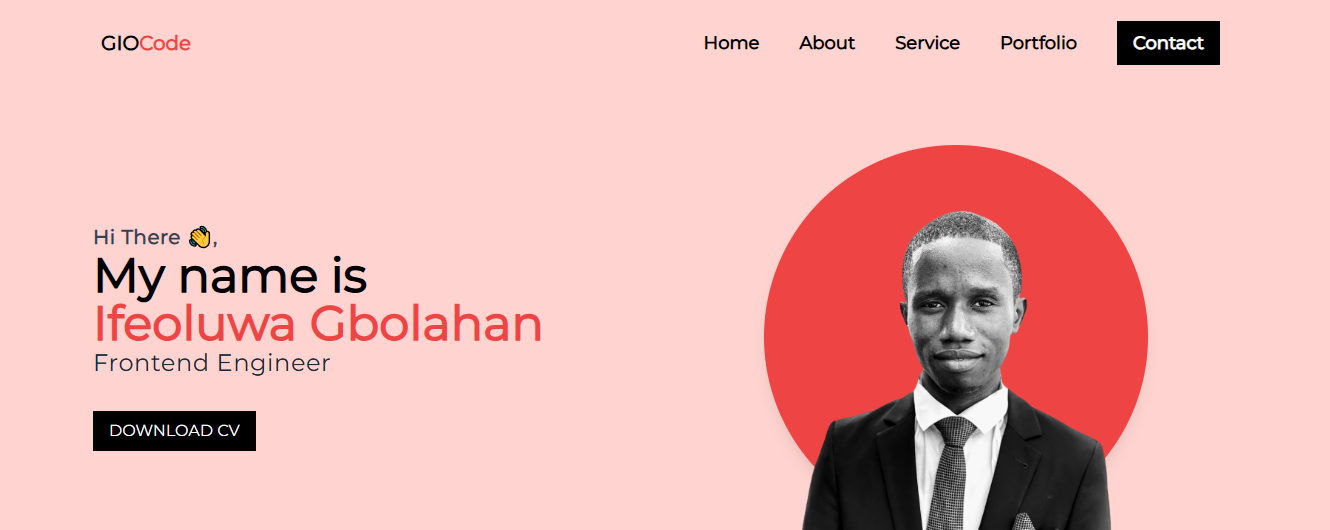 GIOCode
Home About Service Portfolio Contact
Hi There 👋,
My name is
Ifeoluwa Gbolahan
Frontend Engineer
DOWNLOAD CV